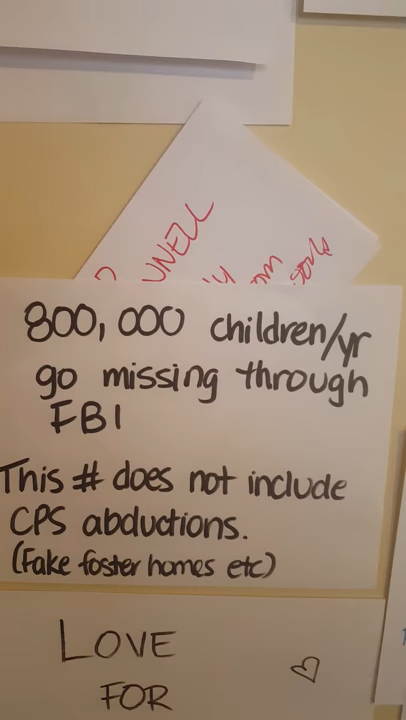 UNELL
800,000 children/yr
go missing through
FBI
This # does not include
CPS abductions.
(Fake foster homes etc)
LOVE
FOR